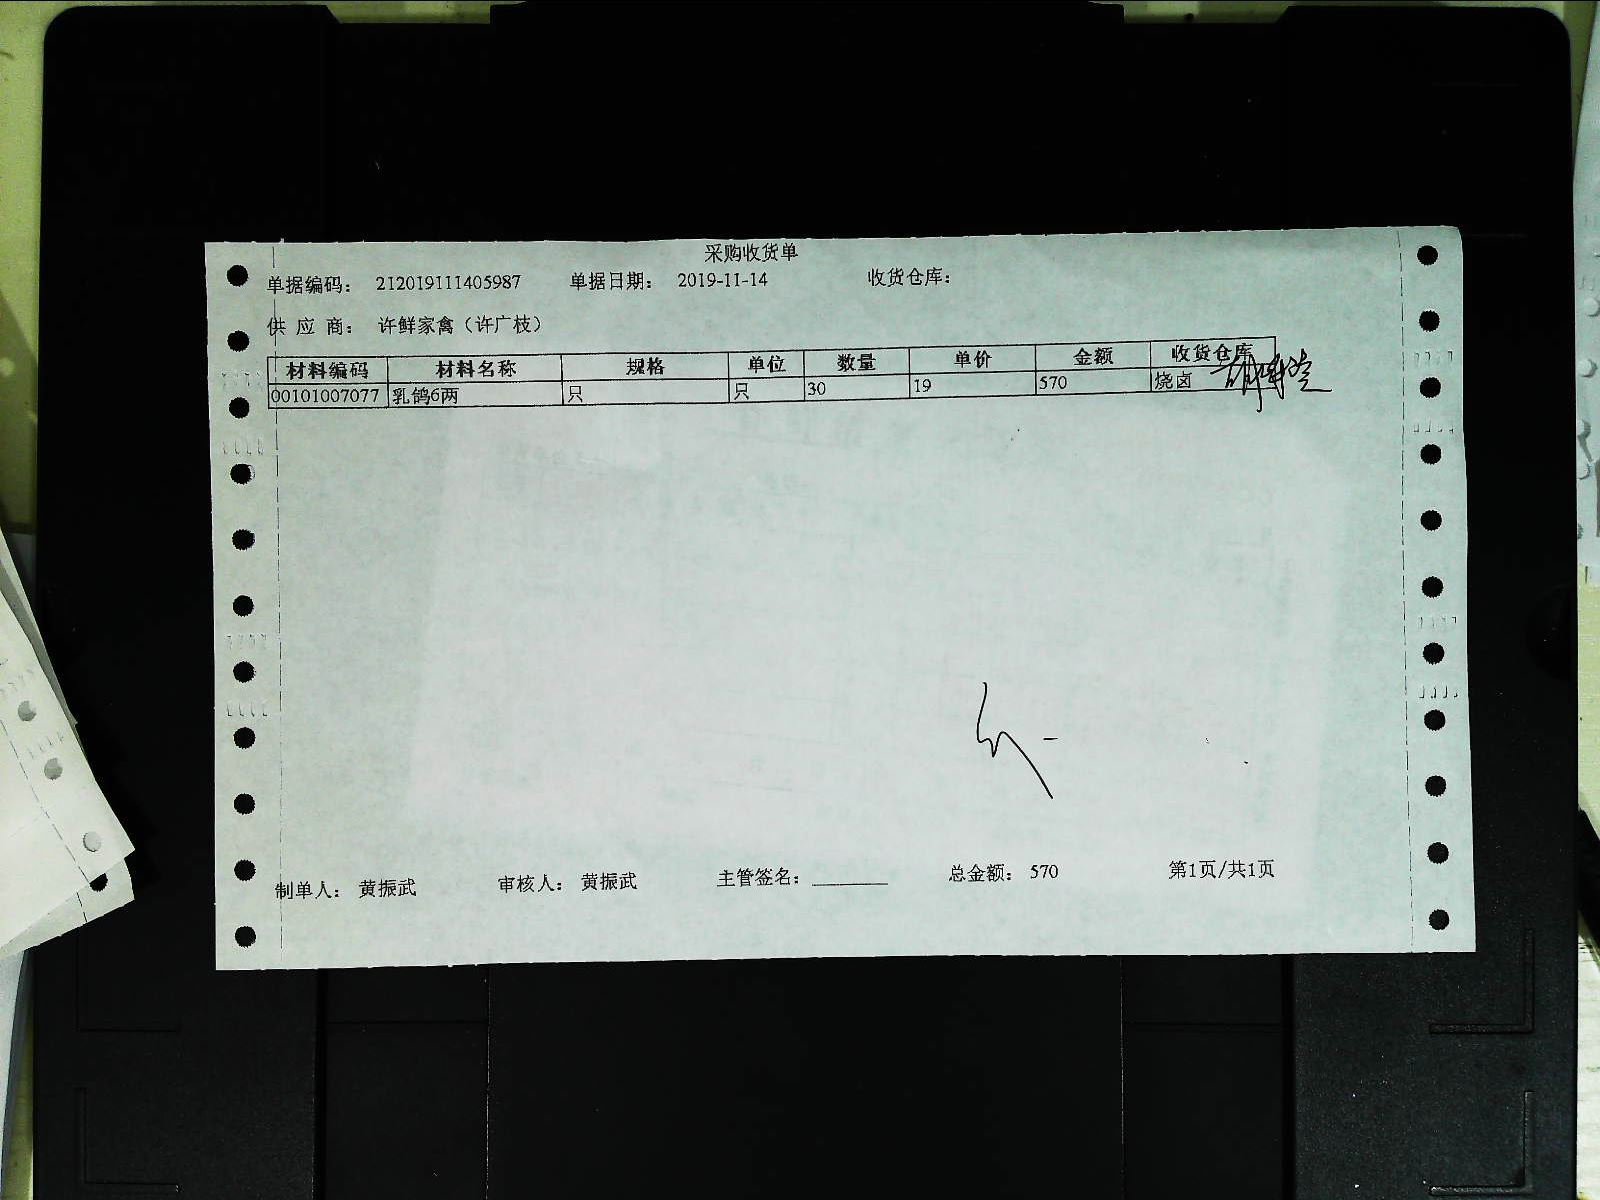 采购收货单
单据编码： 212019111405987 单据日期： 2019-11-14 收货仓库：
供 应 商： 许鲜家禽（许广枝）
材料编码 材料名称 规格 单位 数量 单价 金额 收货仓库
00101007077 乳鸽6两 只 只 30 19 570 烧卤
制单人： 黄振武 审核人： 黄振武 主管签名：________ 总金额： 570 第1页/共1页